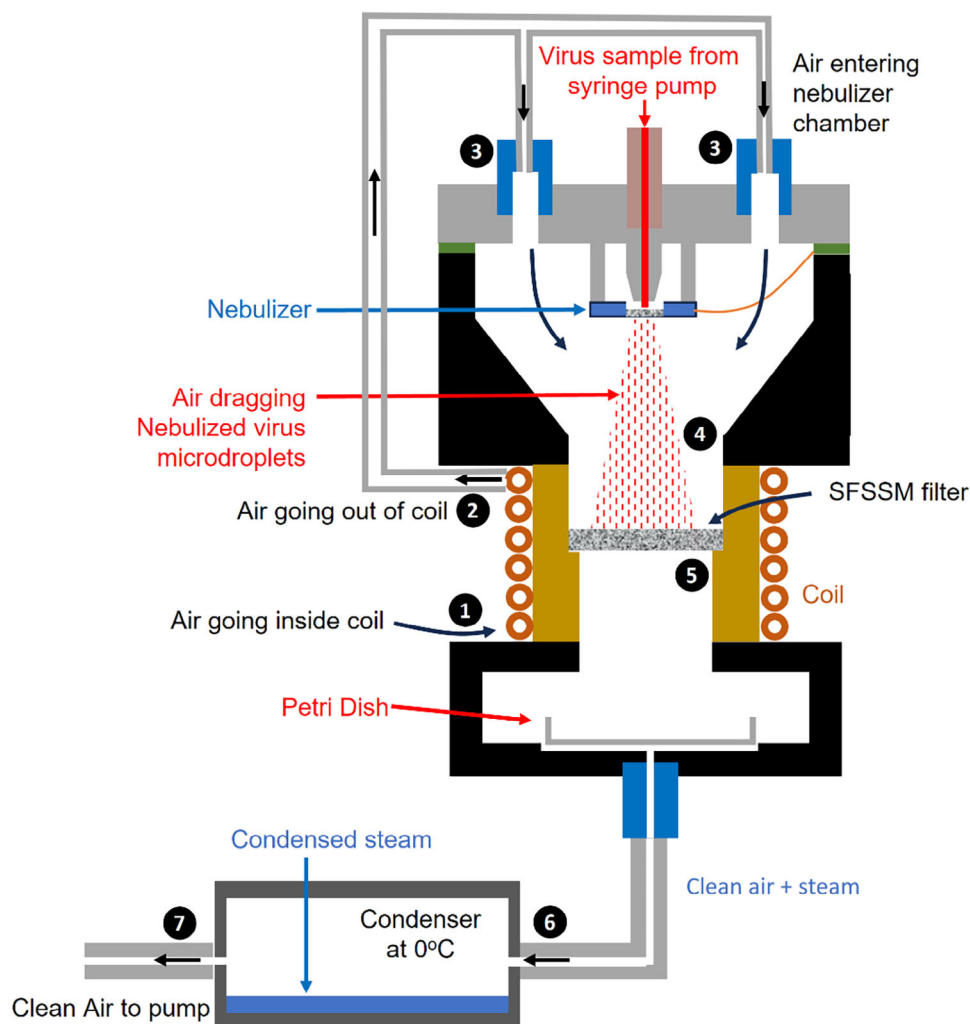 Virus sample from
syringe pump
Air entering
nebulizer
chamber
3
3
Nebulizer
Air dragging
Nebulized virus
microdroplets
4
SFSSM filter
Air going out of coil 2
5
Coil
1
Air going inside coil
Petri Dish
Condensed steam
Clean air + steam
7
Condenser
at 0ºC
6
Clean Air to pump